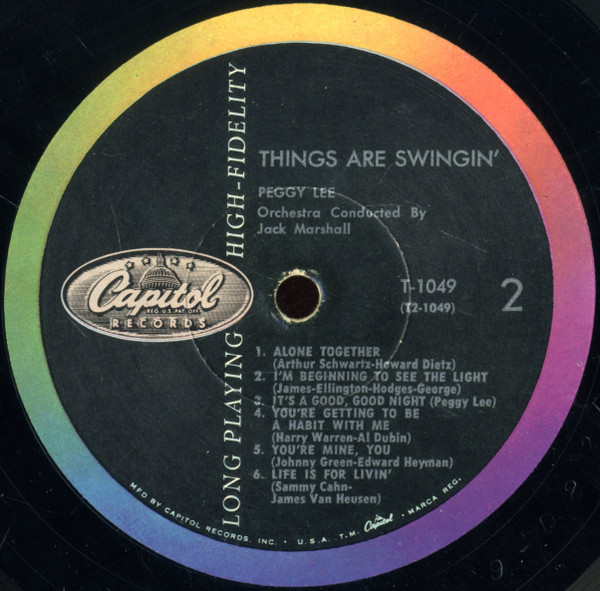 LONG PLAYING HIGH-FIDELITY
THINGS ARE SWINGIN'
PEGGY LEE
Orchestra Conducted By
Jack Marshall
Capitol
REG. U.S. PAT. OFF.
RECORDS
T-1049
(T2-1049)
2
1. ALONE TOGETHER
(Arthur Schwartz-Howard Dietz)
2. I'M BEGINNING TO SEE THE LIGHT
(James-Ellington-Hodges-George)
3. IT'S A GOOD, GOOD NIGHT (Peggy Lee)
4. YOU'RE GETTING TO BE
A HABIT WITH ME
(Harry Warren-Al Dubin)
5. YOU'RE MINE, YOU
(Johnny Green-Edward Heyman)
6. LIFE IS FOR LIVIN'
(Sammy Cahn-
James Van Heusen)
MFD BY CAPITOL RECORDS, INC. • U.S.A. T.M. Capitol • MARCA REG.